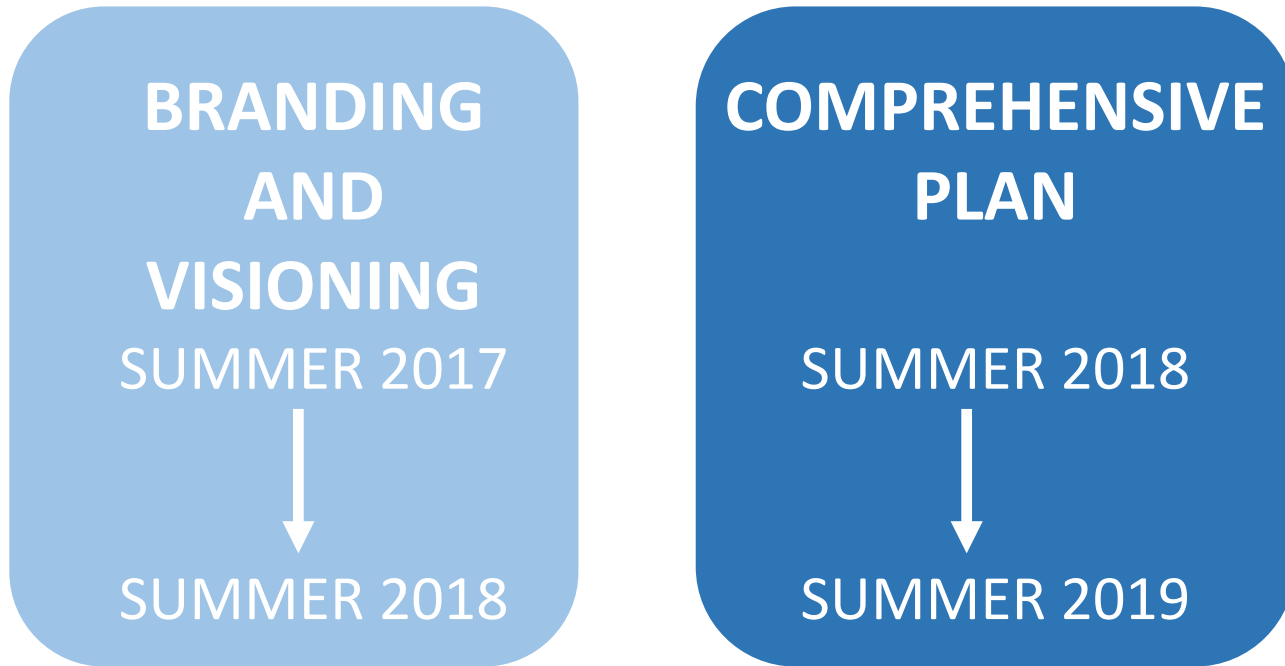 BRANDING
AND
VISIONING
SUMMER 2017
SUMMER 2018
COMPREHENSIVE
PLAN
SUMMER 2018
SUMMER 2019